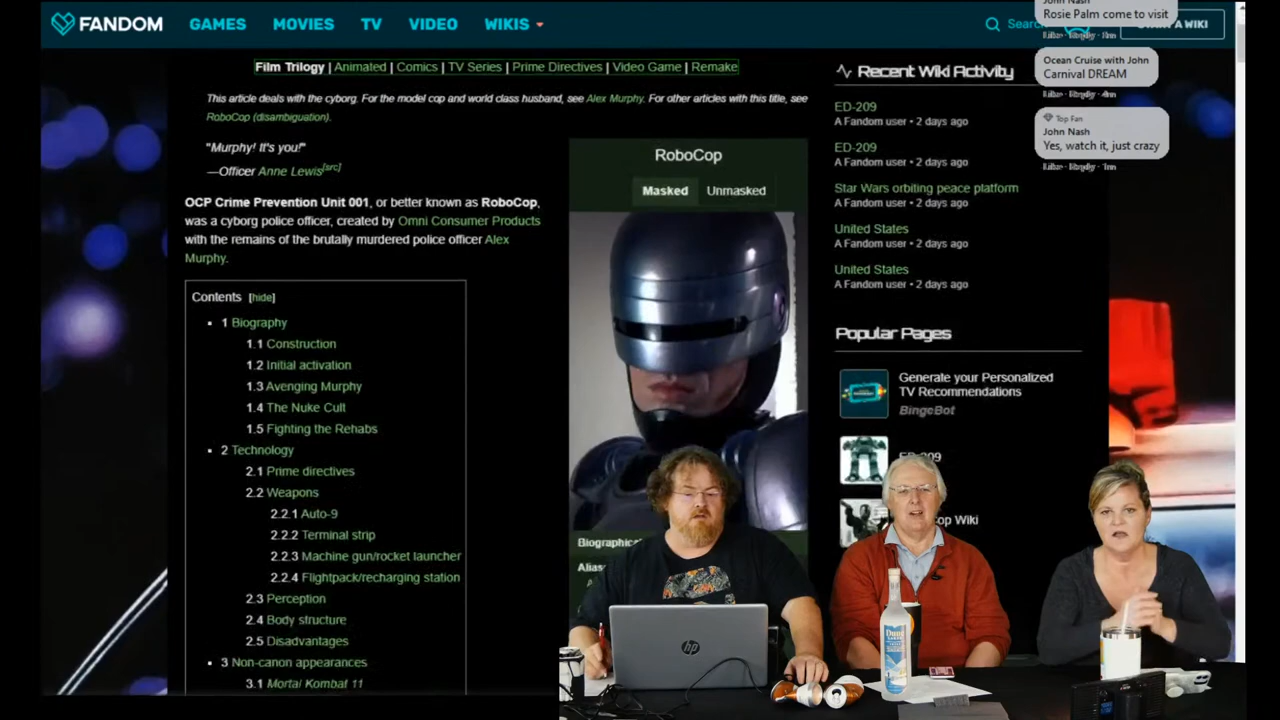 FANDOM
GAMES
MOVIES
TV
VIDEO
WIKIS
Film Trilogy | Animated | Comics | TV Series | Prime Directives | Video Game | Remake
This article deals with the cyborg. For the model cop and world class husband, see Alex Murphy. For other articles with this title, see
RoboCop (disambiguation).
"Murphy! It's you!"
—Officer Anne Lewis[src]
OCP Crime Prevention Unit 001, or better known as RoboCop,
was a cyborg police officer, created by Omni Consumer Products
with the remains of the brutally murdered police officer Alex
Murphy.
Contents [hide]
1 Biography
1.1 Construction
1.2 Initial activation
1.3 Avenging Murphy
1.4 The Nuke Cult
1.5 Fighting the Rehabs
2 Technology
2.1 Prime directives
2.2 Weapons
2.2.1 Auto-9
2.2.2 Terminal strip
2.2.3 Machine gun/rocket launcher
2.2.4 Flightpack/recharging station
2.3 Perception
2.4 Body structure
2.5 Disadvantages
3 Non-canon appearances
3.1 Mortal Kombat 11
RoboCop
Masked
Unmasked
Recent Wiki Activity
ED-209
A Fandom user • 2 days ago
ED-209
A Fandom user • 2 days ago
Star Wars orbiting peace platform
A Fandom user • 2 days ago
United States
A Fandom user • 2 days ago
United States
A Fandom user • 2 days ago
Popular Pages
Generate your Personalized
TV Recommendations
BingeBot
John Nash
Rosie Palm come to visit
A WIKI
Ocean Cruise with John
Carnival DREAM
Top Fan
John Nash
Yes, watch it, just crazy
hp